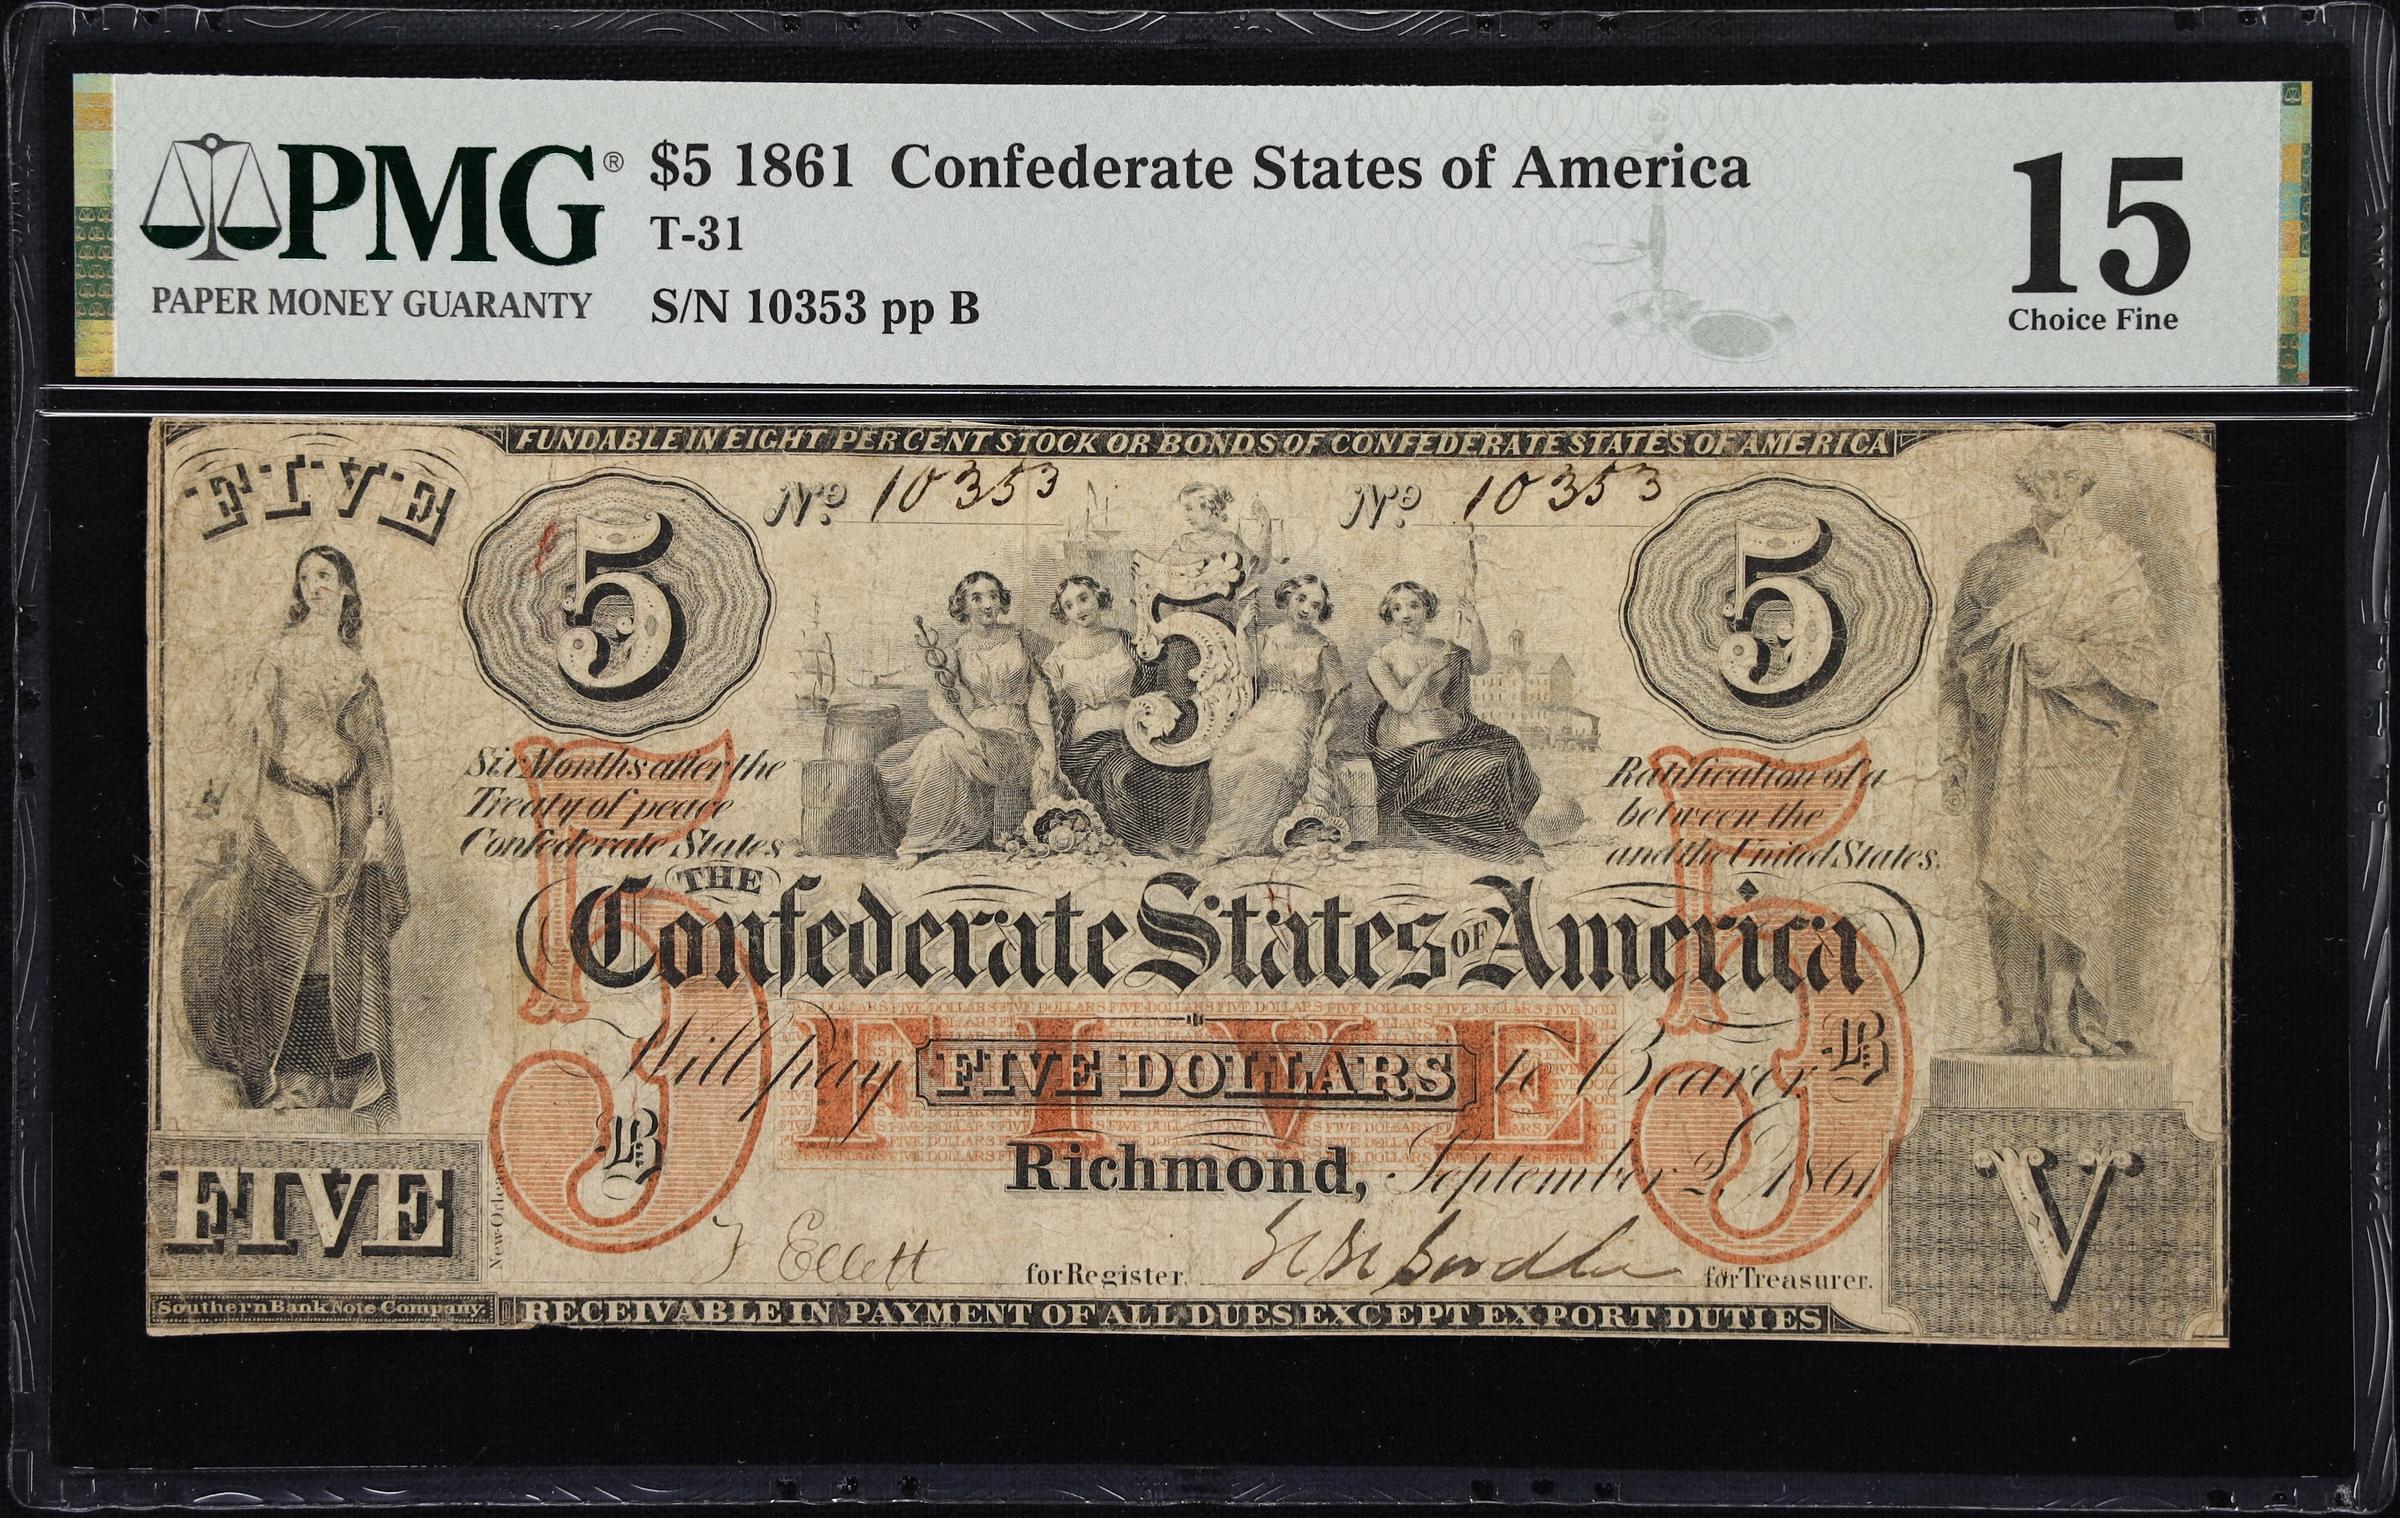 PMG®
PAPER MONEY GUARANTY
$5 1861 Confederate States of America
T-31
S/N 10353 pp B
15
Choice Fine
FUNDABLE IN EIGHT PER CENT STOCK OR BONDS OF CONFEDERATE STATES OF AMERICA
FIVE
5
No. 10353
5
No. 10353
5
Six Months after the
Treaty of peace
Confederate States
Ratification of a
between the
and the United States.
5
5
THE
Confederate States OF America
FIVE
Will pay FIVE DOLLARS to Bearer.
B
B
Richmond, September 2, 1861.
FIVE
New-Orleans
Ellett for Register.
for Treasurer.
V
Southern Bank Note Company.
RECEIVABLE IN PAYMENT OF ALL DUES EXCEPT EXPORT DUTIES